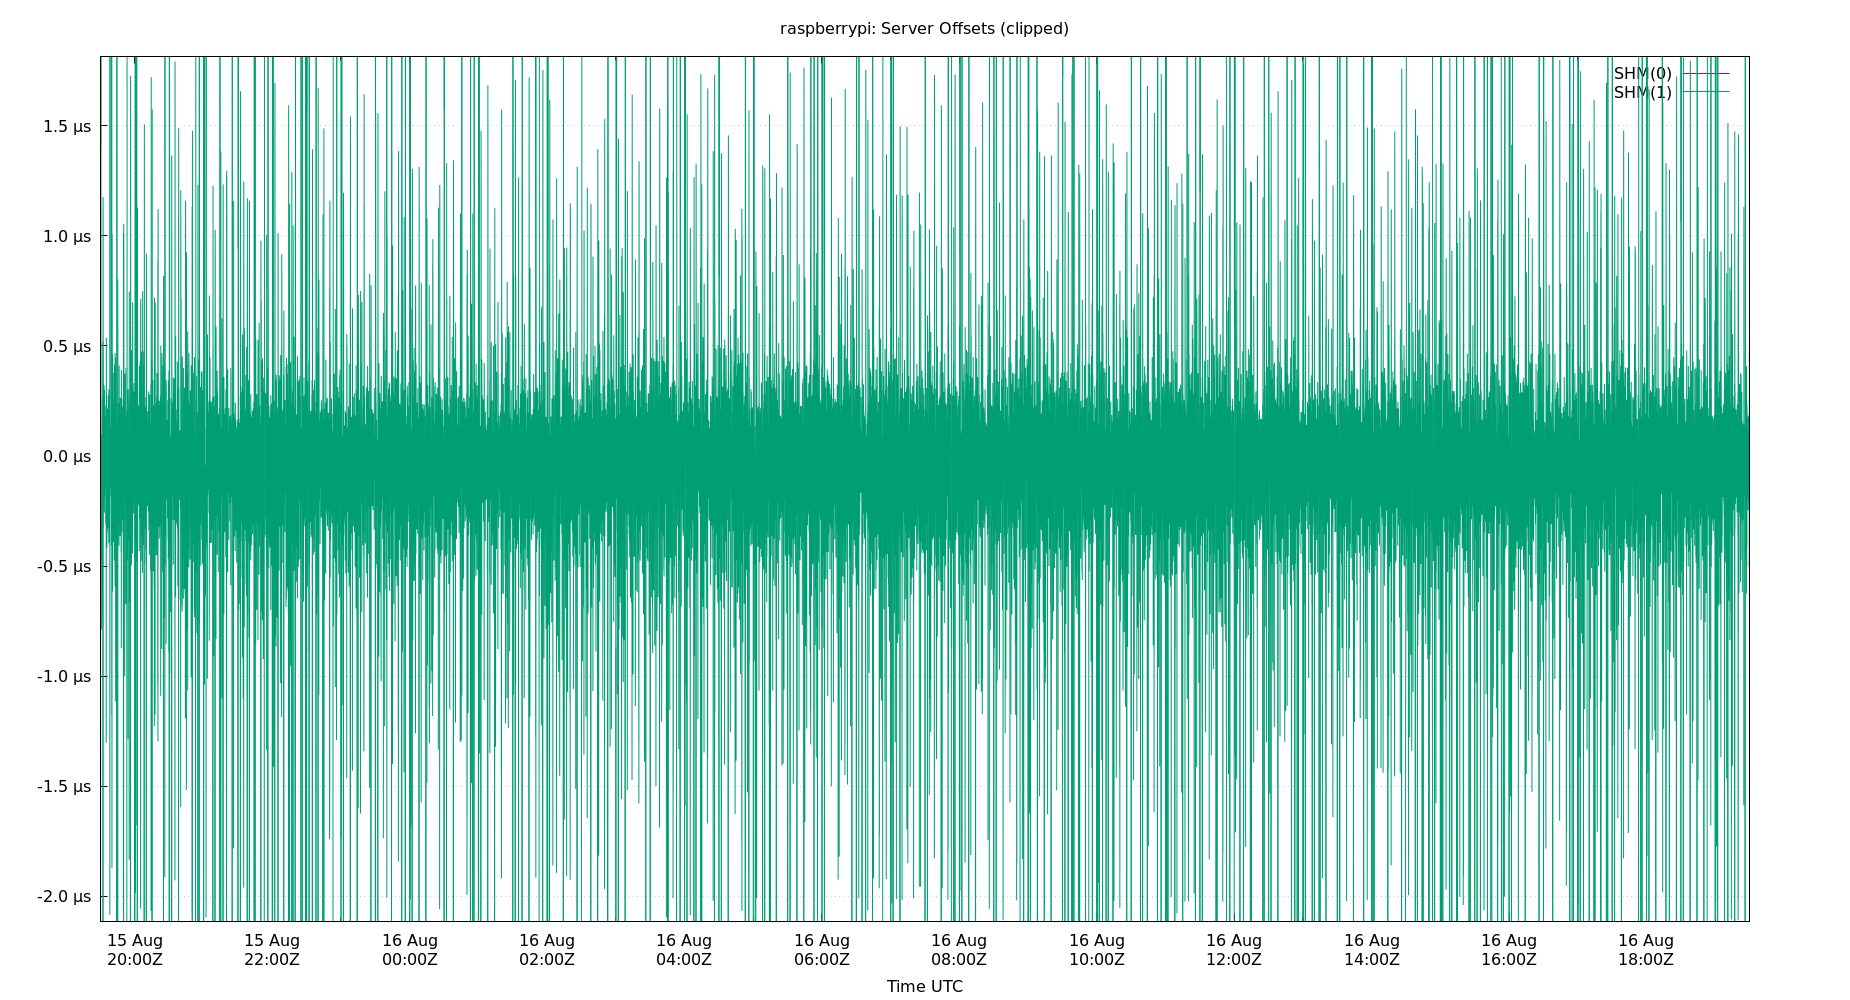 raspberrypi: Server Offsets (clipped)
SHM(0)
SHM(1)
1.5 µs
1.0 µs
0.5 µs
0.0 µs
-0.5 µs
-1.0 µs
-1.5 µs
-2.0 µs
15 Aug 15 Aug 16 Aug 16 Aug 16 Aug 16 Aug 16 Aug 16 Aug 16 Aug 16 Aug 16 Aug 16 Aug
20:00Z 22:00Z 00:00Z 02:00Z 04:00Z 06:00Z 08:00Z 10:00Z 12:00Z 14:00Z 16:00Z 18:00Z
Time UTC